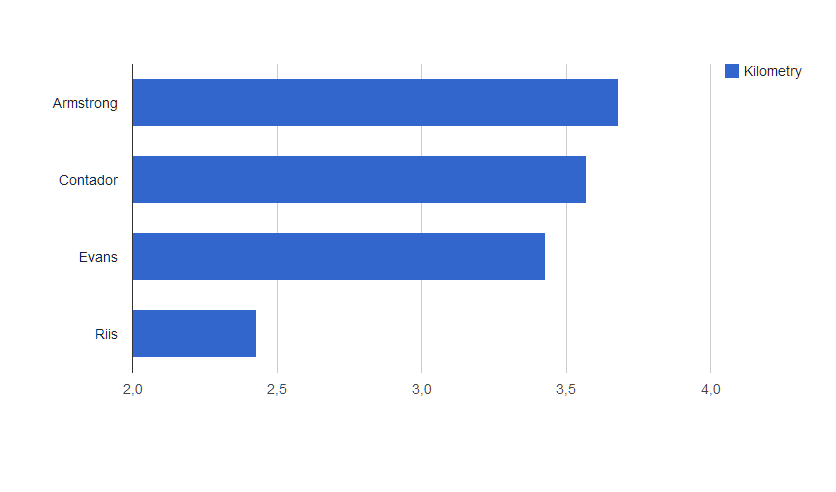 Kilometry
Armstrong
Contador
Evans
Riis
2,0 2,5 3,0 3,5 4,0